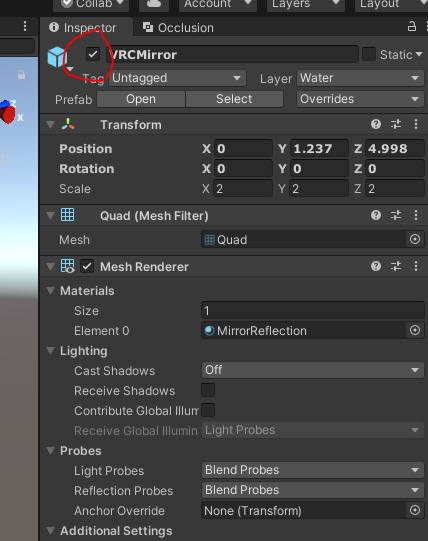 Collab Account Layers Layout
Inspector Occlusion
VRCMirror Static
Tag Untagged Layer Water
Prefab Open Select Overrides
Transform
Position X 0 Y 1.237 Z 4.998
Rotation X 0 Y 0 Z 0
Scale X 2 Y 2 Z 2
Quad (Mesh Filter)
Mesh Quad
Mesh Renderer
Materials
Size 1
Element 0 MirrorReflection
Lighting
Cast Shadows Off
Receive Shadows
Contribute Global Illum
Receive Global Illumin Light Probes
Probes
Light Probes Blend Probes
Reflection Probes Blend Probes
Anchor Override None (Transform)
Additional Settings
z
x